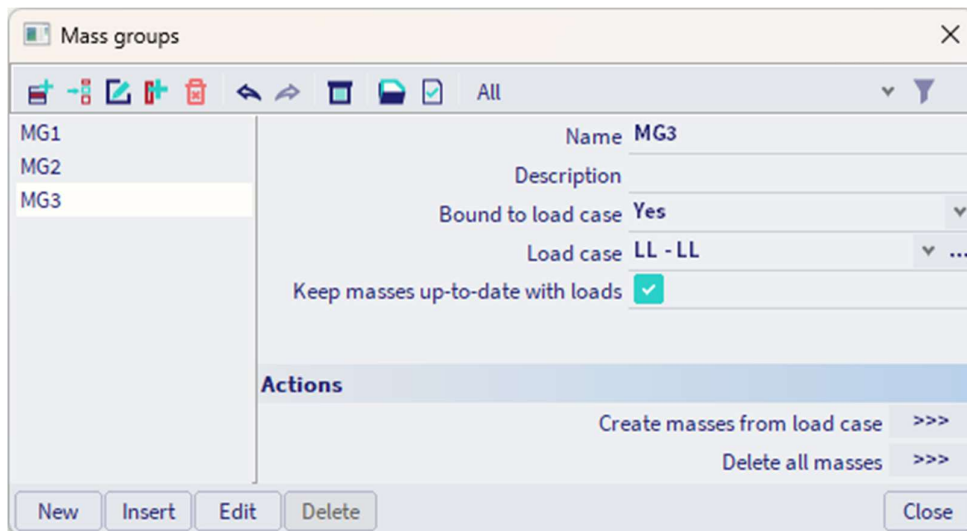 Mass groups
All
MG1
MG2
MG3
Name MG3
Description
Bound to load case Yes
Load case LL - LL ...
Keep masses up-to-date with loads
Actions
Create masses from load case >>>
Delete all masses >>>
New Insert Edit Delete Close